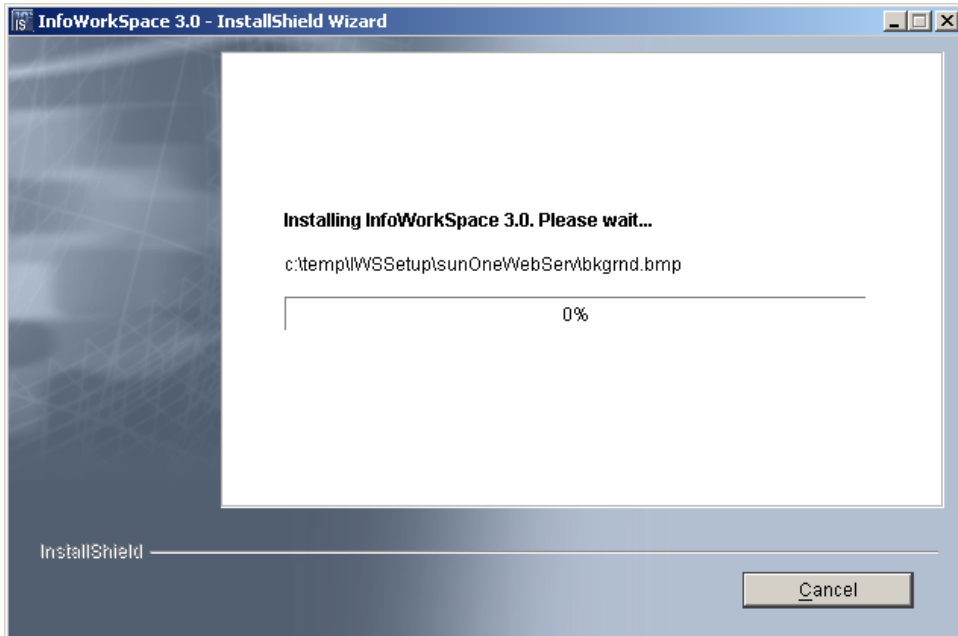 InfoWorkSpace 3.0 - InstallShield Wizard
Installing InfoWorkSpace 3.0. Please wait...
c:\temp\IWSSetup\sunOneWebServ\bkgrnd.bmp
0%
InstallShield
Cancel